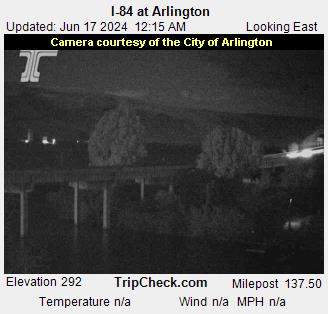 I-84 at Arlington
Updated: Jun 17 2024 12:15 AM Looking East
Camera courtesy of the City of Arlington
Elevation 292 TripCheck.com Milepost 137.50
Temperature n/a Wind n/a MPH n/a